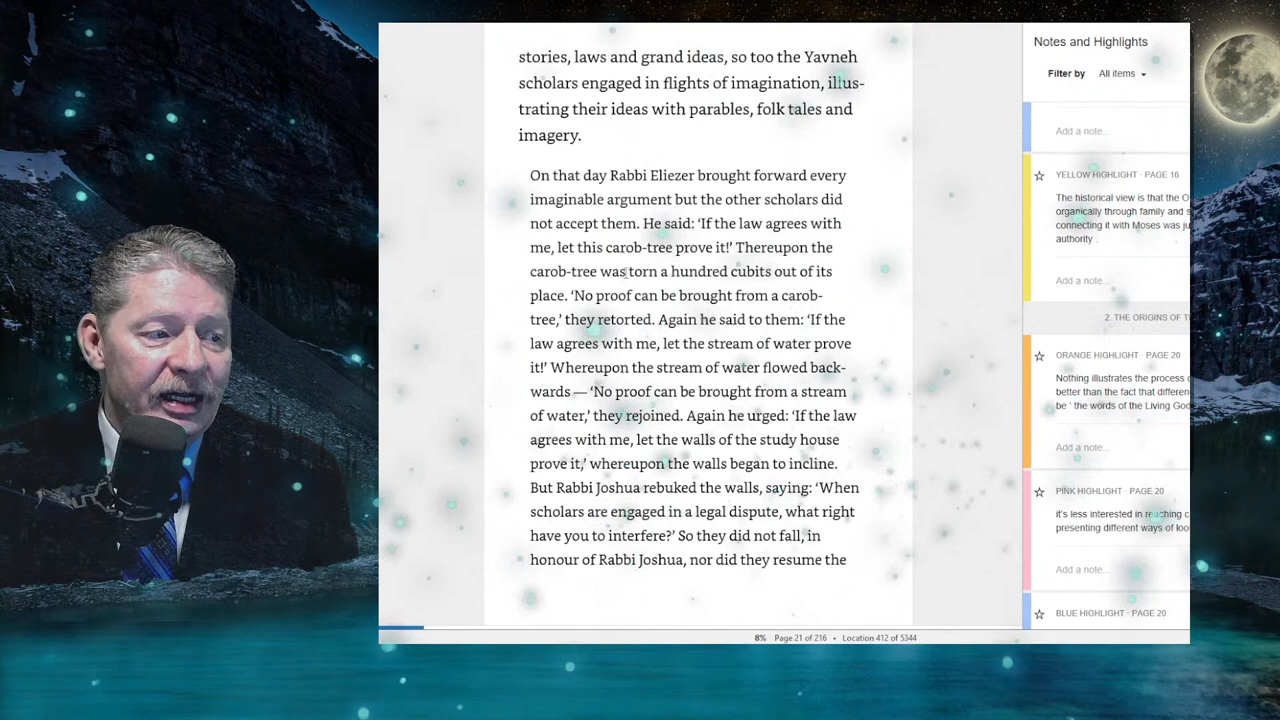 stories, laws and grand ideas, so too the Yavneh
scholars engaged in flights of imagination, illus-
trating their ideas with parables, folk tales and
imagery.
On that day Rabbi Eliezer brought forward every
imaginable argument but the other scholars did
not accept them. He said: ‘If the law agrees with
me, let this carob-tree prove it!’ Thereupon the
carob-tree was torn a hundred cubits out of its
place. ‘No proof can be brought from a carob-
tree,’ they retorted. Again he said to them: ‘If the
law agrees with me, let the stream of water prove
it!’ Whereupon the stream of water flowed back-
wards — ‘No proof can be brought from a stream
of water,’ they rejoined. Again he urged: ‘If the law
agrees with me, let the walls of the study house
prove it,’ whereupon the walls began to incline.
But Rabbi Joshua rebuked the walls, saying: ‘When
scholars are engaged in a legal dispute, what right
have you to interfere?’ So they did not fall, in
honour of Rabbi Joshua, nor did they resume the
8% Page 21 of 216 • Location 412 of 5344
Notes and Highlights
Filter by All items
Add a note...
YELLOW HIGHLIGHT · PAGE 16
The historical view is that the O
organically through family and s
connecting it with Moses was ju
authority .
Add a note...
2. THE ORIGINS OF T
ORANGE HIGHLIGHT · PAGE 20
Nothing illustrates the process o
better than the fact that differen
be ‘ the words of the Living Go
Add a note...
PINK HIGHLIGHT · PAGE 20
it's less interested in reaching c
presenting different ways of loo
Add a note...
BLUE HIGHLIGHT · PAGE 20